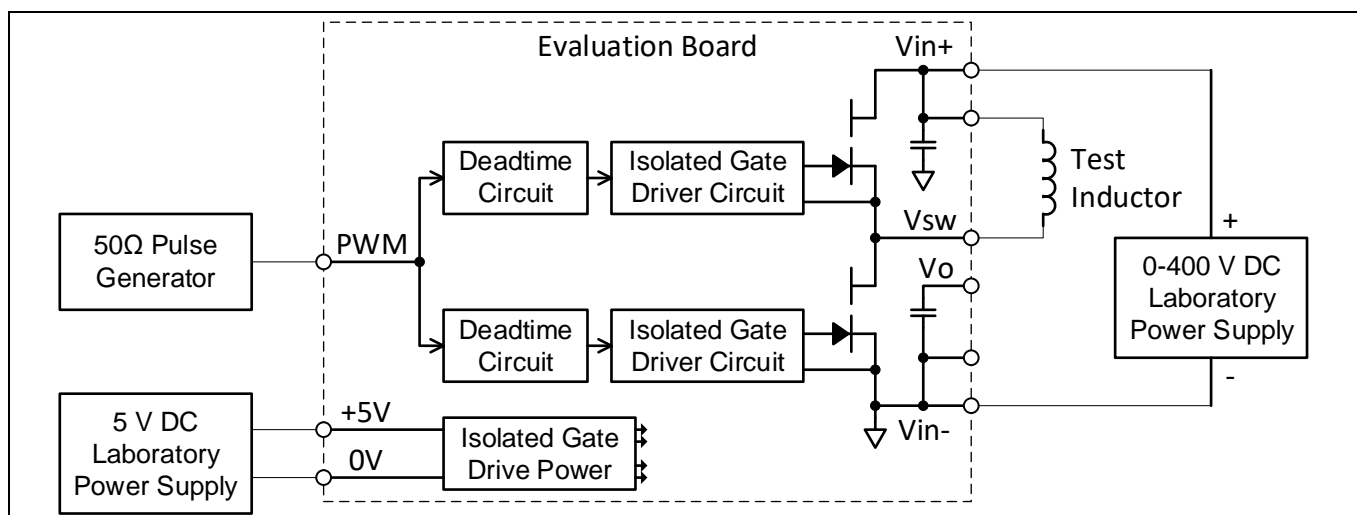 Evaluation Board
Vin+
Deadtime
Circuit
Isolated Gate
Driver Circuit
Test
Inductor
50Ω Pulse
Generator
PWM
Vsw
Vo
+
0-400 V DC
Laboratory
Power Supply
-
Deadtime
Circuit
Isolated Gate
Driver Circuit
5 V DC
Laboratory
Power Supply
+5V
0V
Isolated Gate
Drive Power
Vin-